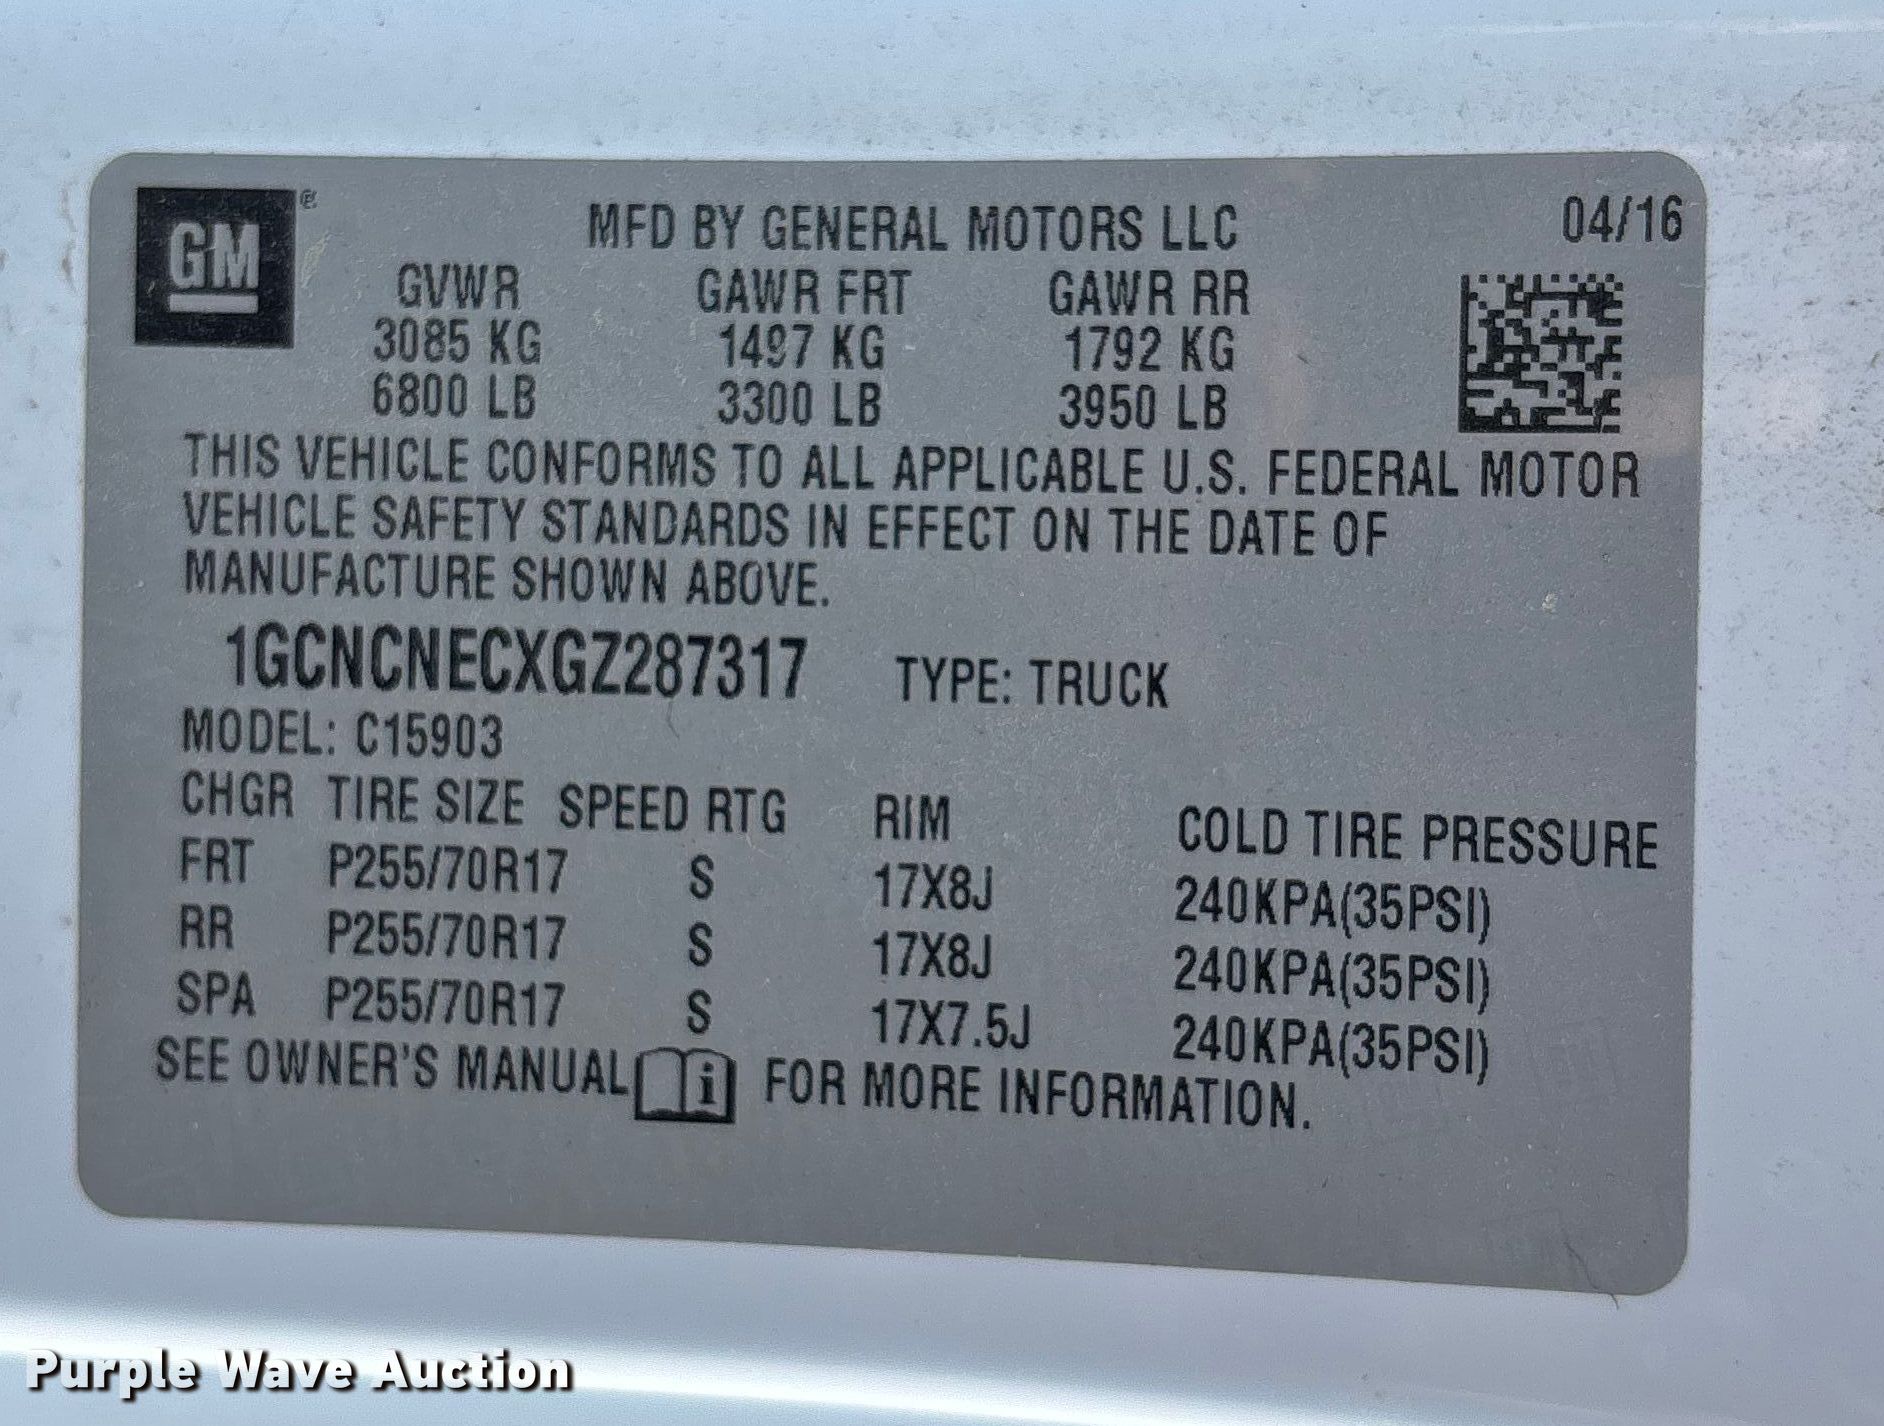 GM
MFD BY GENERAL MOTORS LLC 04/16
GVWR GAWR FRT GAWR RR
3085 KG 1497 KG 1792 KG
6800 LB 3300 LB 3950 LB
THIS VEHICLE CONFORMS TO ALL APPLICABLE U.S. FEDERAL MOTOR
VEHICLE SAFETY STANDARDS IN EFFECT ON THE DATE OF
MANUFACTURE SHOWN ABOVE.
1GCNCNECXGZ287317 TYPE: TRUCK
MODEL: C15903
CHGR TIRE SIZE SPEED RTG RIM COLD TIRE PRESSURE
FRT P255/70R17 S 17X8J 240KPA(35PSI)
RR P255/70R17 S 17X8J 240KPA(35PSI)
SPA P255/70R17 S 17X7.5J 240KPA(35PSI)
SEE OWNER'S MANUAL i FOR MORE INFORMATION.
Purple Wave Auction